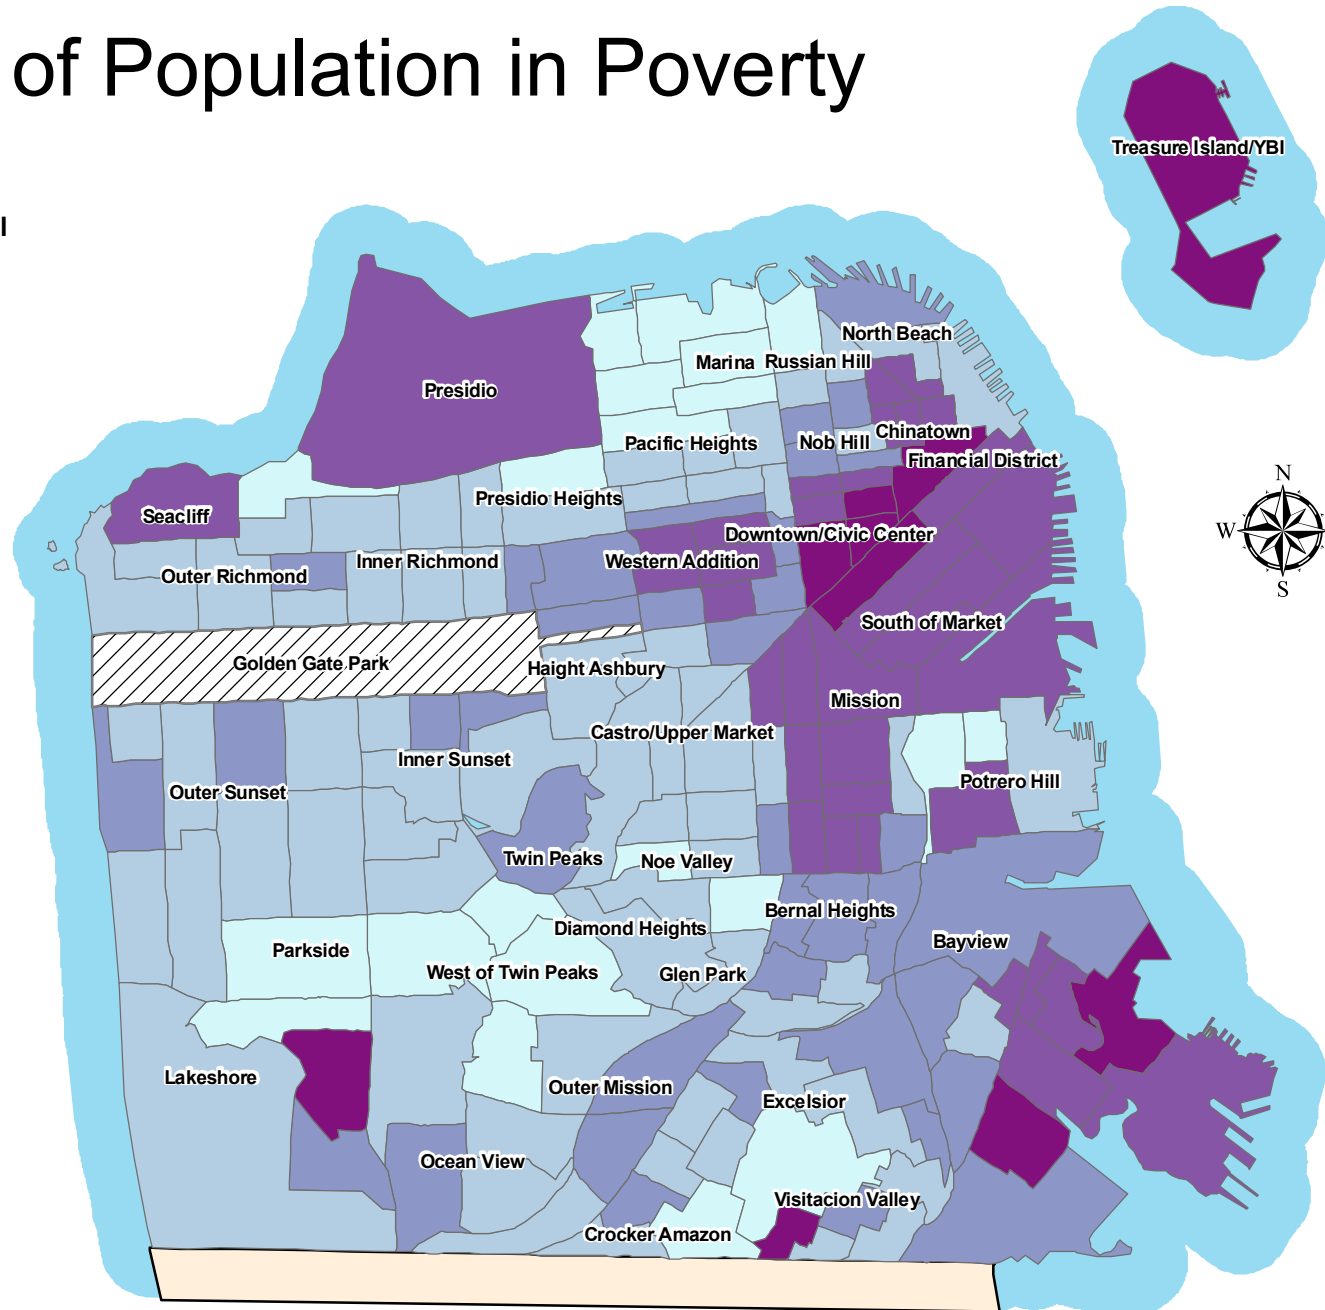 of Population in Poverty
Treasure Island/YBI
North Beach
Marina
Russian Hill
Presidio
Chinatown
Pacific Heights
Nob Hill
Financial District
N
Presidio Heights
Seacliff
W
Downtown/Civic Center
Inner Richmond
Western Addition
Outer Richmond
S
South of Market
Golden Gate Park
Haight Ashbury
Mission
Castro/Upper Market
Inner Sunset
Potrero Hill
Outer Sunset
Twin Peaks
Noe Valley
Bernal Heights
Diamond Heights
Bayview
Parkside
West of Twin Peaks
Glen Park
Lakeshore
Outer Mission
Excelsior
Ocean View
Visitacion Valley
Crocker Amazon